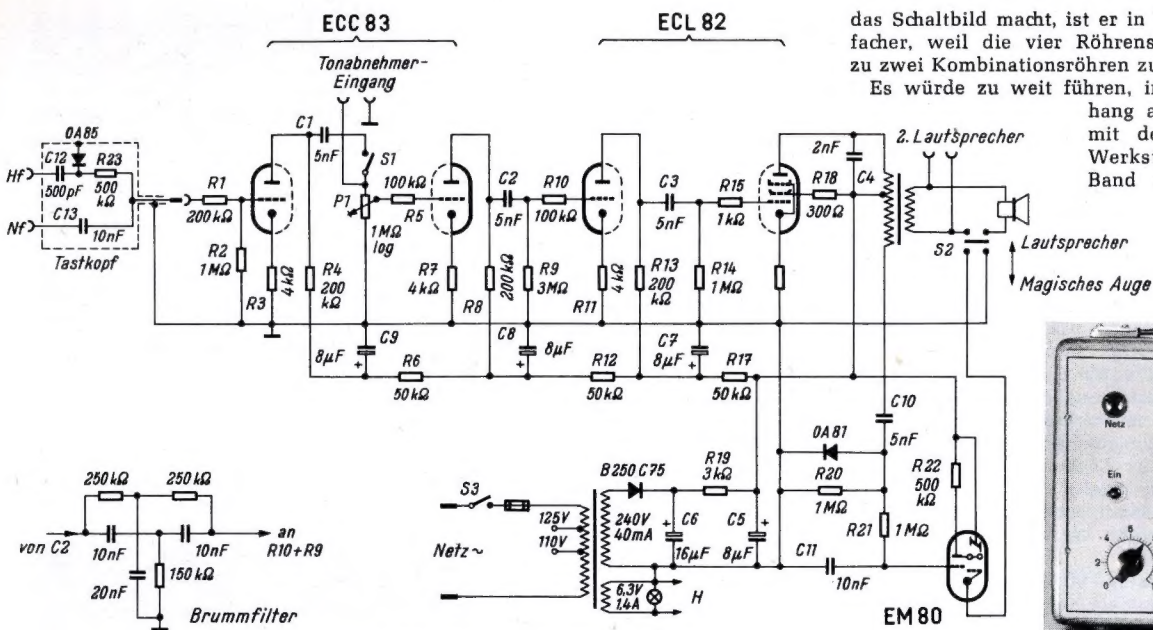 ECC 83
ECL 82
das Schaltbild macht, ist er in
facher, weil die vier Röhrens
zu zwei Kombinationsröhren zu
Es würde zu weit führen, in
hang a
mit de
Werkst
Band
Tonabnehmer-
Eingang
2. Lautsprecher
0A85
C12
R23
Hf
500 pF
500
kΩ
C13
Nf
10nF
Tastkopf
R1
200kΩ
R2
1MΩ
R3
4kΩ
R4
200
kΩ
C1
5nF
S1
P1
1MΩ
log
100kΩ
R5
R7
4kΩ
R8
200kΩ
C2
5nF
R10
100kΩ
R9
3MΩ
R11
4kΩ
C3
5nF
R13
200
kΩ
R15
1kΩ
R14
1MΩ
2nF
C4
R18
300Ω
S2
Lautsprecher
Magisches Auge
C9
8µF
+
R6
50kΩ
C8
8µF
+
R12
50kΩ
C7
8µF
+
R17
50kΩ
C10
5nF
0A81
R20
1MΩ
R21
1MΩ
R22
500
kΩ
C11
10nF
EM 80
250kΩ
250kΩ
von C2
10nF
10nF
an
R10+R9
20nF
150kΩ
Brummfilter
S3
Netz~
125V
110V
B250 C75
240V
40mA
R19
3kΩ
C6
+
16µF
C5
+
8µF
6,3V
1,4A
H
Netz
Ein
0
2
4
6